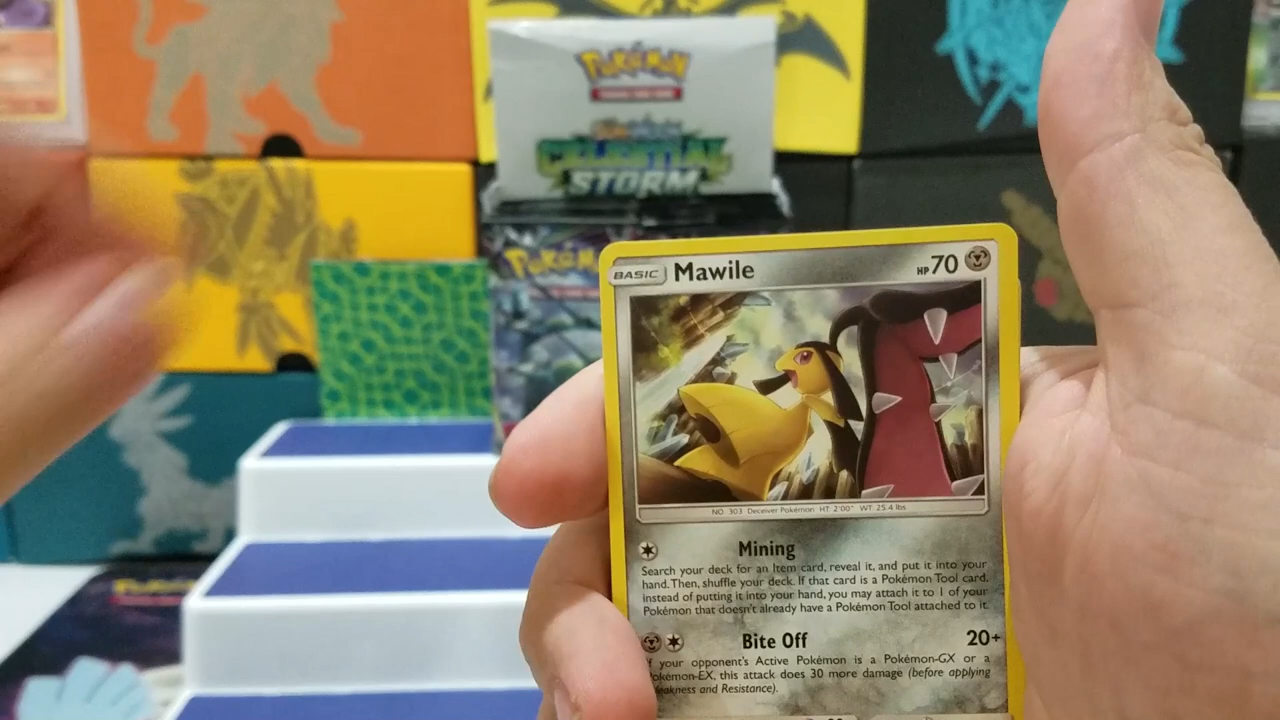 Pokémon
CELESTIAL
STORM
Pokém
BASIC Mawile HP 70
NO 303 Deceiver Pokémon HT 2'00" WT 25.4 lbs
Mining
Search your deck for an Item card, reveal it, and put it into your
hand. Then, shuffle your deck. If that card is a Pokémon Tool card,
instead of putting it into your hand, you may attach it to 1 of your
Pokémon that doesn't already have a Pokémon Tool attached to it.
Bite Off 20+
f your opponent's Active Pokémon is a Pokémon-GX or a
Pokémon-EX, this attack does 30 more damage (before applying
eakness and Resistance).